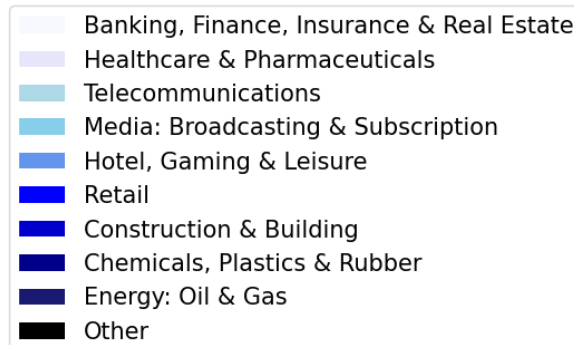 Banking, Finance, Insurance & Real Estate
Healthcare & Pharmaceuticals
Telecommunications
Media: Broadcasting & Subscription
Hotel, Gaming & Leisure
Retail
Construction & Building
Chemicals, Plastics & Rubber
Energy: Oil & Gas
Other